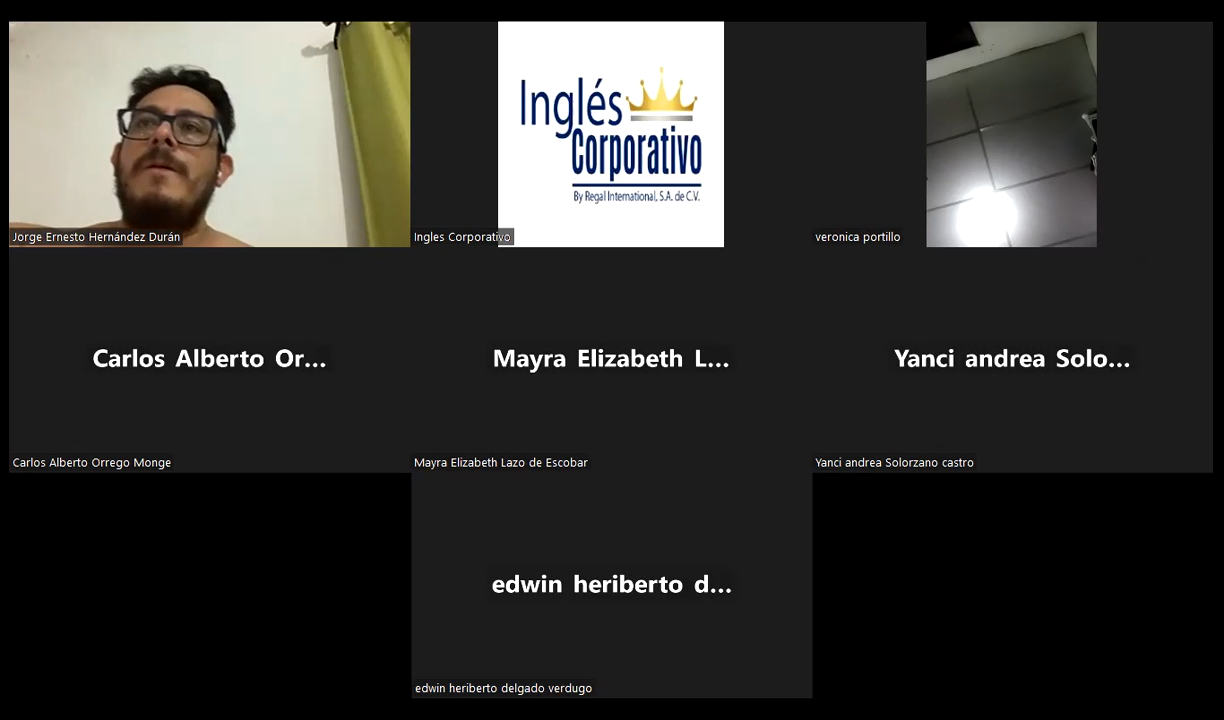 Inglés
Corporativo
By Regal International, S.A. de C.V.
Jorge Ernesto Hernández Durán
Ingles Corporativo
veronica portillo
Carlos Alberto Or...
Mayra Elizabeth L...
Yanci andrea Solo...
Carlos Alberto Orrego Monge
Mayra Elizabeth Lazo de Escobar
Yanci andrea Solorzano castro
edwin heriberto d...
edwin heriberto delgado verdugo